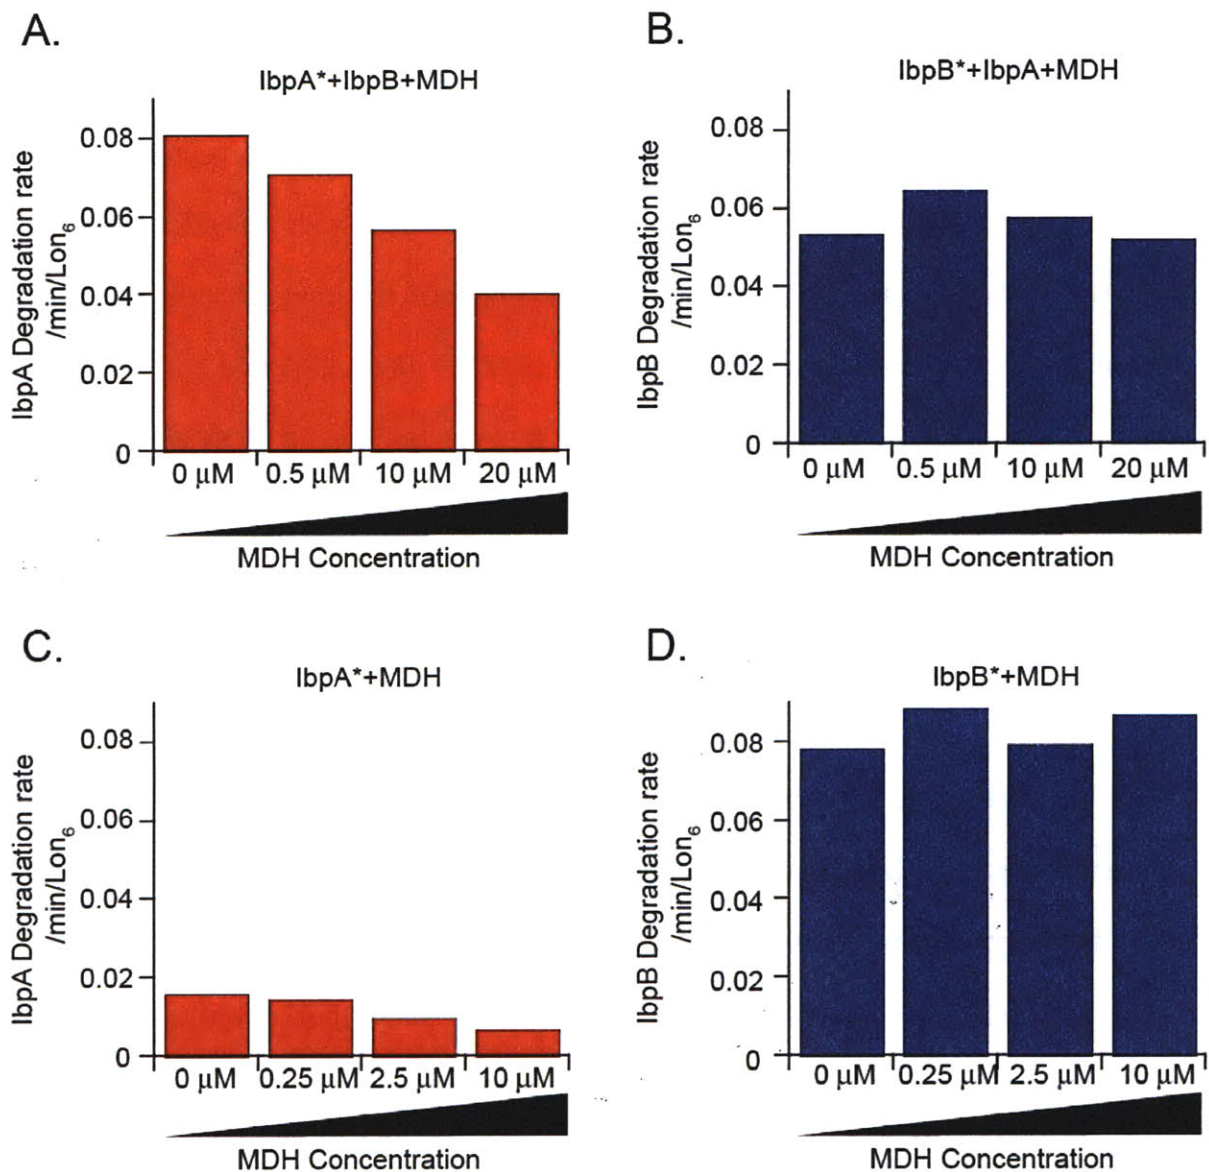 A.
IbpA*+IbpB+MDH
IbpA Degradation rate
/min/Lon6
0.08
0.06
0.04
0.02
0
0 µM 0.5 µM 10 µM 20 µM
MDH Concentration
B.
IbpB*+IbpA+MDH
IbpB Degradation rate
/min/Lon6
0.08
0.06
0.04
0.02
0
0 µM 0.5 µM 10 µM 20 µM
MDH Concentration
C.
IbpA*+MDH
IbpA Degradation rate
/min/Lon6
0.08
0.06
0.04
0.02
0
0 µM 0.25 µM 2.5 µM 10 µM
MDH Concentration
D.
IbpB*+MDH
IbpB Degradation rate
/min/Lon6
0.08
0.06
0.04
0.02
0
0 µM 0.25 µM 2.5 µM 10 µM
MDH Concentration